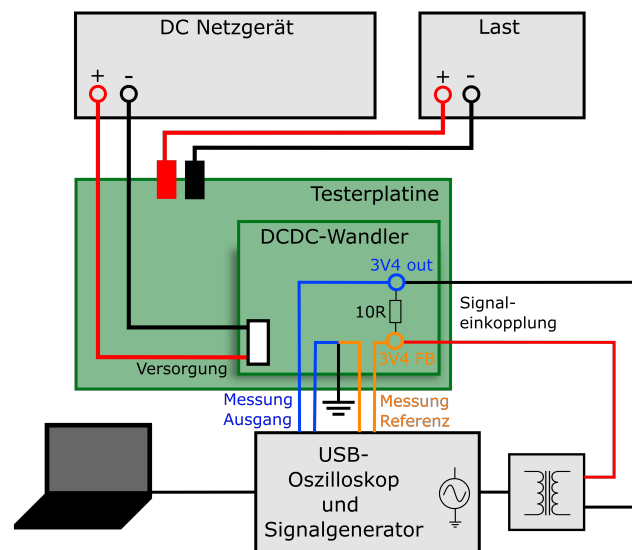 DC Netzgerät
Last
+ -
+ -
Testerplatine
DCDC-Wandler
3V4 out
10R
Signal-
einkopplung
3V4 FB
Versorgung
Messung
Ausgang
Messung
Referenz
USB-
Oszilloskop
und
Signalgenerator